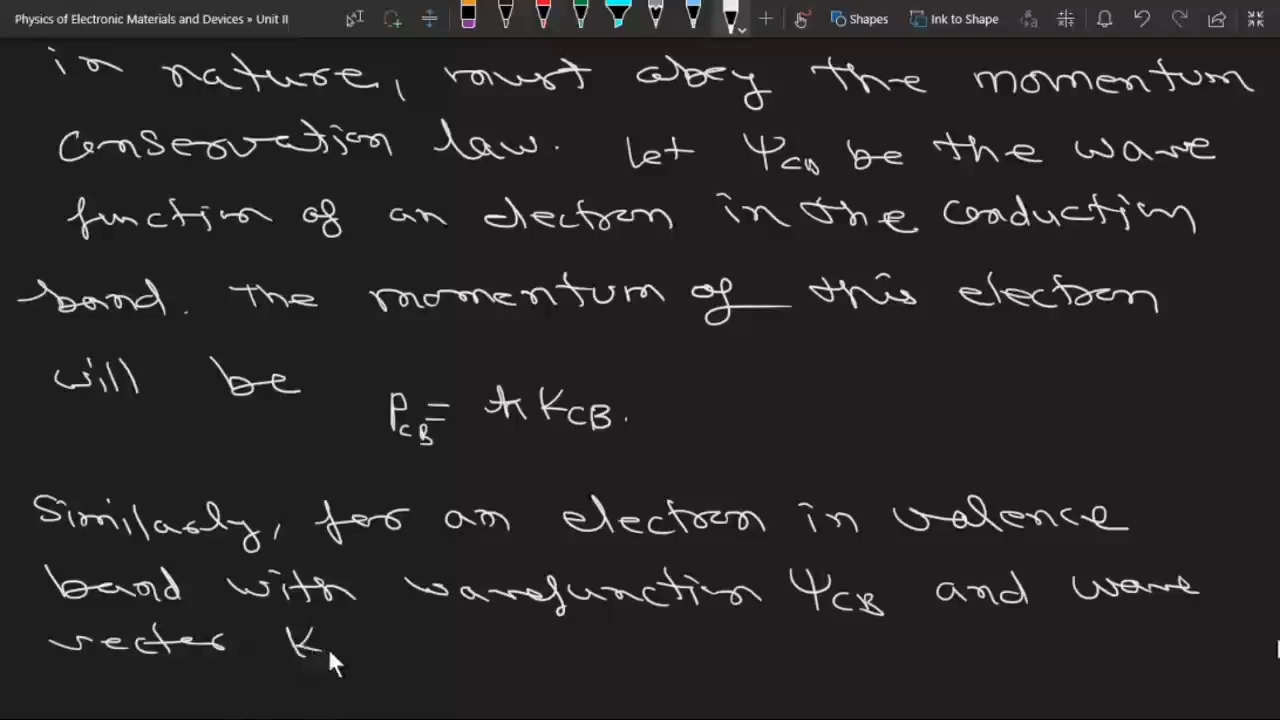 Physics of Electronic Materials and Devices » Unit II
Shapes
Ink to Shape
in nature, must obey the momentum
conservation law. Let Ψ_CB be the wave
function of an electron in the conduction
band. The momentum of this electron
will be
P_CB = ħ K_CB.
Similarly, for an electron in valence
band with wavefunction Ψ_CB and wave
vector K